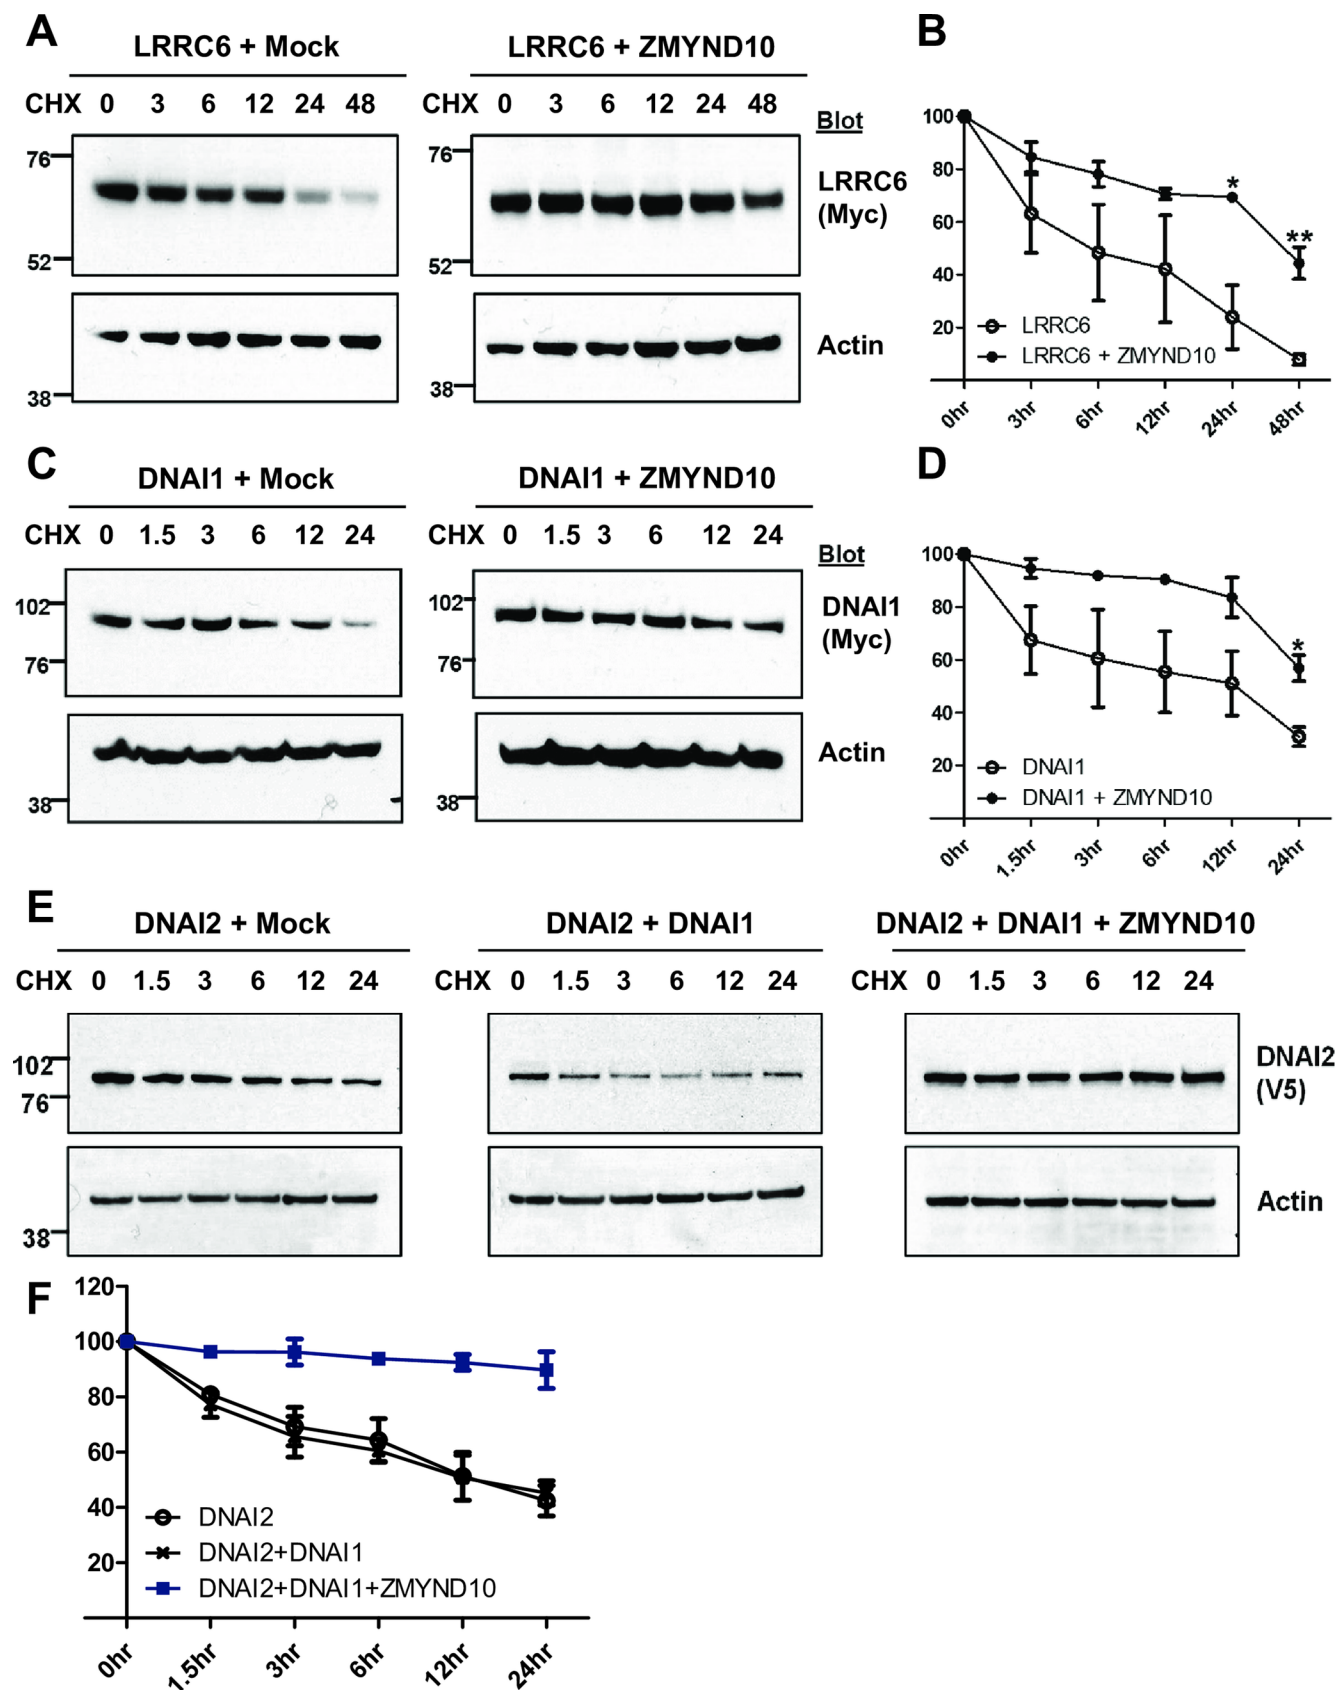 A
LRRC6 + Mock
LRRC6 + ZMYND10
CHX 0 3 6 12 24 48
CHX 0 3 6 12 24 48
Blot
76
52
76
52
LRRC6
(Myc)
38
38
Actin
B
100
80
60
40
20
*
**
LRRC6
LRRC6 + ZMYND10
0hr 3hr 6hr 12hr 24hr 48hr
C
DNAI1 + Mock
DNAI1 + ZMYND10
CHX 0 1.5 3 6 12 24
CHX 0 1.5 3 6 12 24
Blot
102
76
102
76
DNAI1
(Myc)
38
38
Actin
D
100
80
60
40
20
*
DNAI1
DNAI1 + ZMYND10
0hr 1.5hr 3hr 6hr 12hr 24hr
E
DNAI2 + Mock
DNAI2 + DNAI1
DNAI2 + DNAI1 + ZMYND10
CHX 0 1.5 3 6 12 24
CHX 0 1.5 3 6 12 24
CHX 0 1.5 3 6 12 24
102
76
DNAI2
(V5)
38
Actin
F
120
100
80
60
40
20
DNAI2
DNAI2+DNAI1
DNAI2+DNAI1+ZMYND10
0hr 1.5hr 3hr 6hr 12hr 24hr